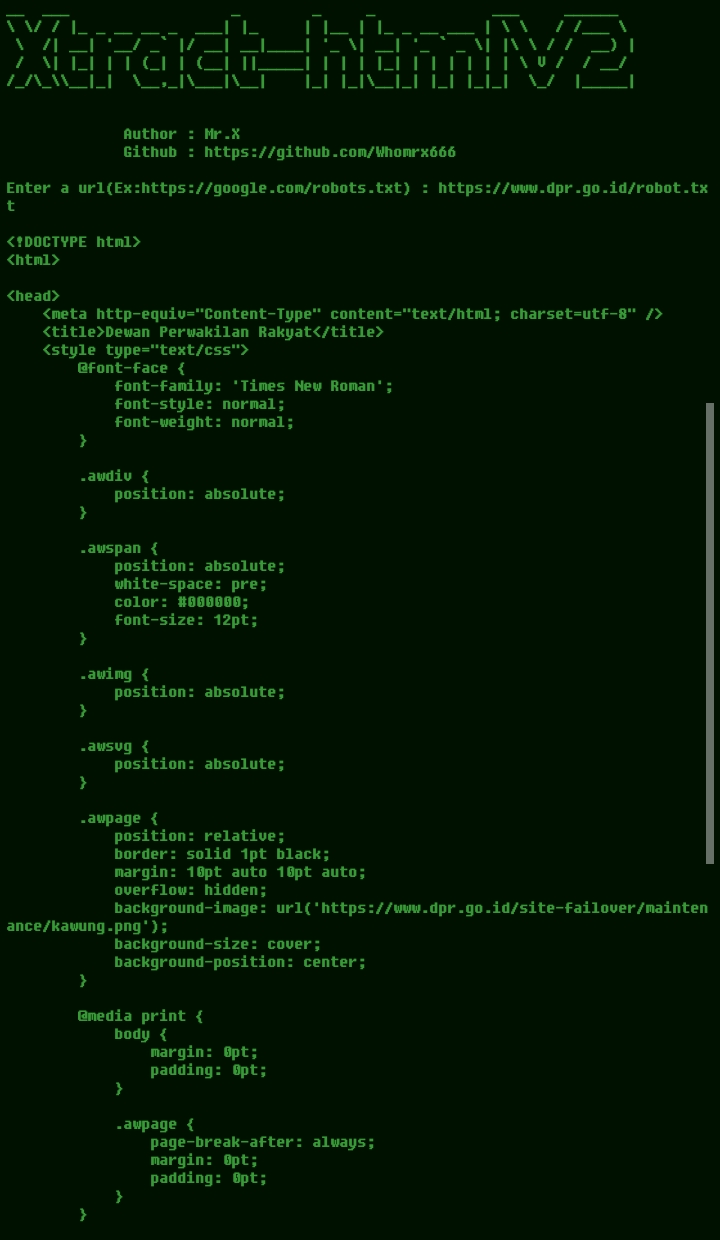 Xtract-htmlV2
Author : Mr.X
Github : https://github.com/Whomrx666
Enter a url(Ex:https://google.com/robots.txt) : https://www.dpr.go.id/robot.tx
t
<!DOCTYPE html>
<html>
<head>
<meta http-equiv="Content-Type" content="text/html; charset=utf-8" />
<title>Dewan Perwakilan Rakyat</title>
<style type="text/css">
@font-face {
font-family: 'Times New Roman';
font-style: normal;
font-weight: normal;
}
.awdiv {
position: absolute;
}
.awspan {
position: absolute;
white-space: pre;
color: #000000;
font-size: 12pt;
}
.awimg {
position: absolute;
}
.awsvg {
position: absolute;
}
.awpage {
position: relative;
border: solid 1pt black;
margin: 10pt auto 10pt auto;
overflow: hidden;
background-image: url('https://www.dpr.go.id/site-failover/mainten
ance/kawung.png');
background-size: cover;
background-position: center;
}
@media print {
body {
margin: 0pt;
padding: 0pt;
}
.awpage {
page-break-after: always;
margin: 0pt;
padding: 0pt;
}
}